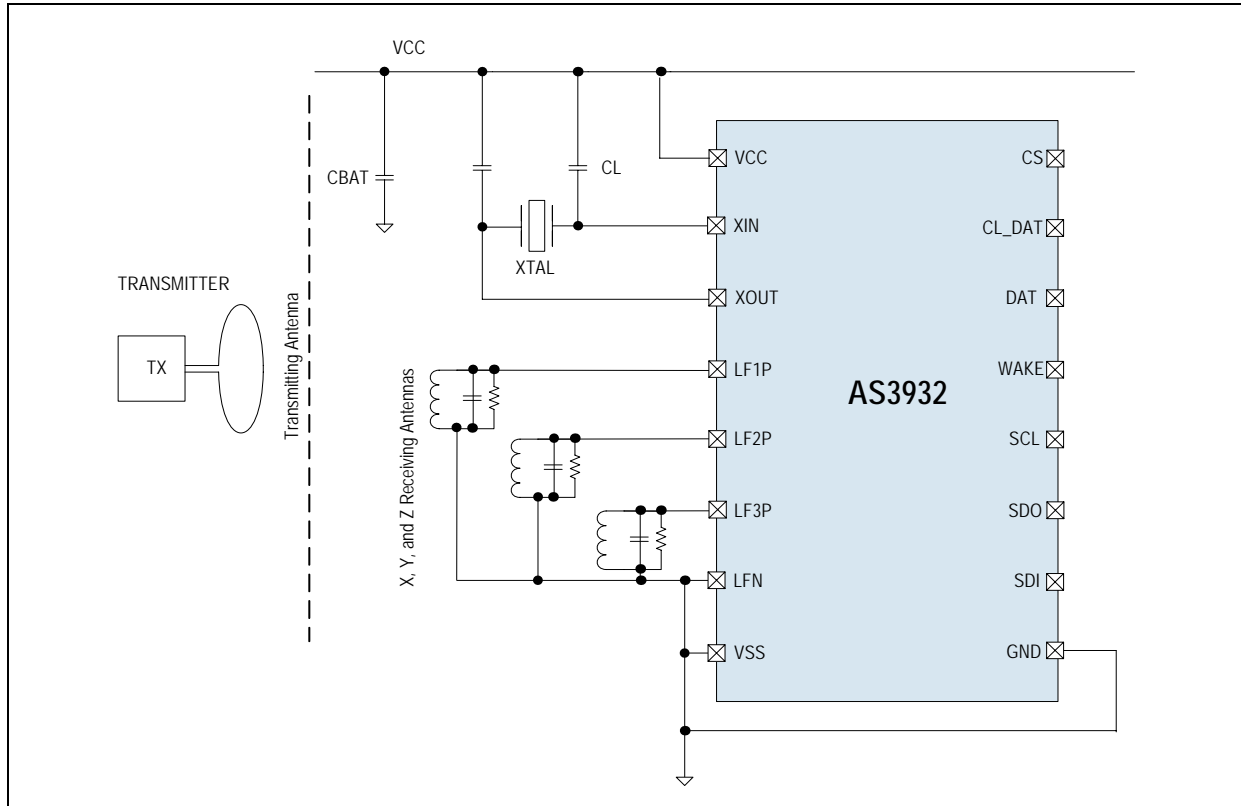 VCC
CBAT
CL
XTAL
TRANSMITTER
TX
Transmitting Antenna
X, Y, and Z Receiving Antennas
VCC
XIN
XOUT
LF1P
LF2P
LF3P
LFN
VSS
AS3932
CS
CL_DAT
DAT
WAKE
SCL
SDO
SDI
GND